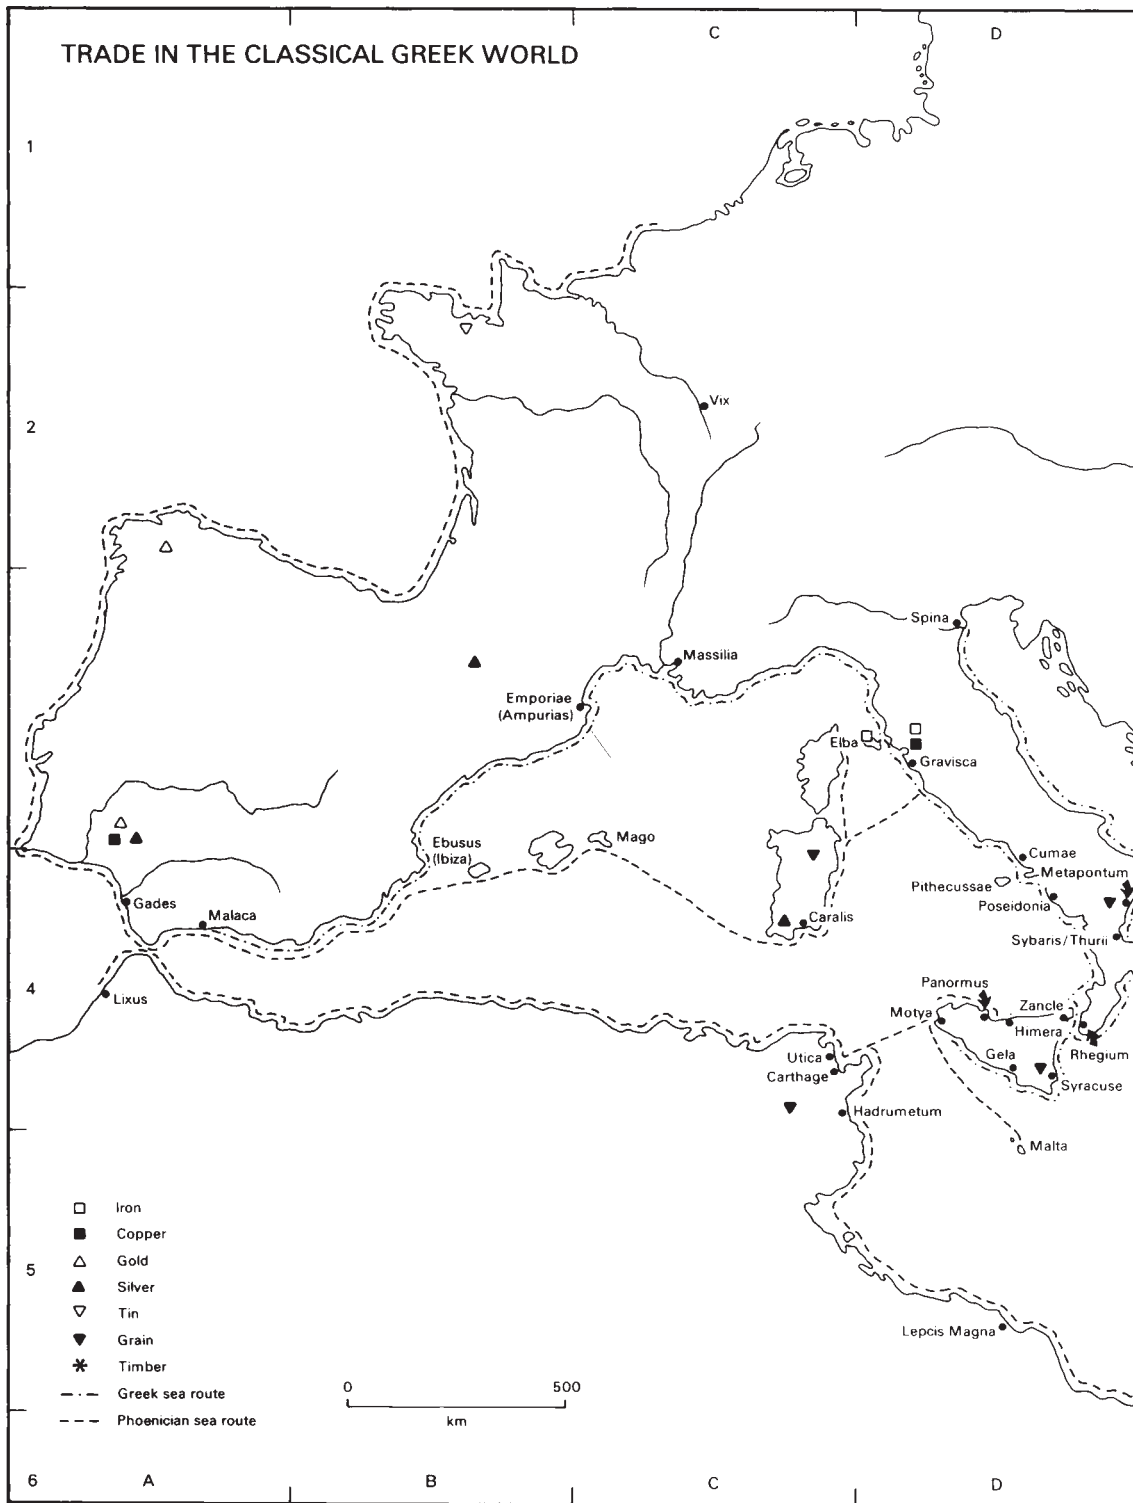 C
D
TRADE IN THE CLASSICAL GREEK WORLD
1
Vix
2
Spina
Massilia
Emporiae
(Ampurias)
Elba
Gravisca
Ebusus
(Ibiza)
Mago
Cumae
Metapontum
Pithecussae
Poseidonia
Gades
Malaca
Caralis
Sybaris/Thurii
4
Lixus
Panormus
Zancle
Motya
Himera
Rhegium
Utica
Gela
Carthage
Syracuse
Hadrumetum
Malta
Iron
Copper
5
Gold
Silver
Tin
Grain
Lepcis Magna
Timber
Greek sea route
0
500
Phoenician sea route
km
6
A
B
C
D